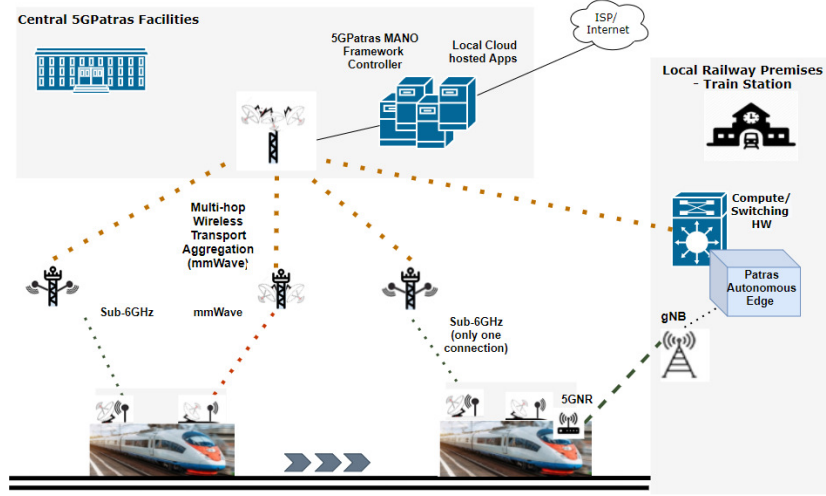 Central 5GPatras Facilities
ISP/
Internet
5GPatras MANO
Framework
Controller
Local Cloud
hosted Apps
Local Railway Premises
- Train Station
Multi-hop
Wireless
Transport
Aggregation
(mmWave)
Compute/
Switching
HW
Patras
Autonomous
Edge
Sub-6GHz
mmWave
Sub-6GHz
(only one
connection)
gNB
5GNR